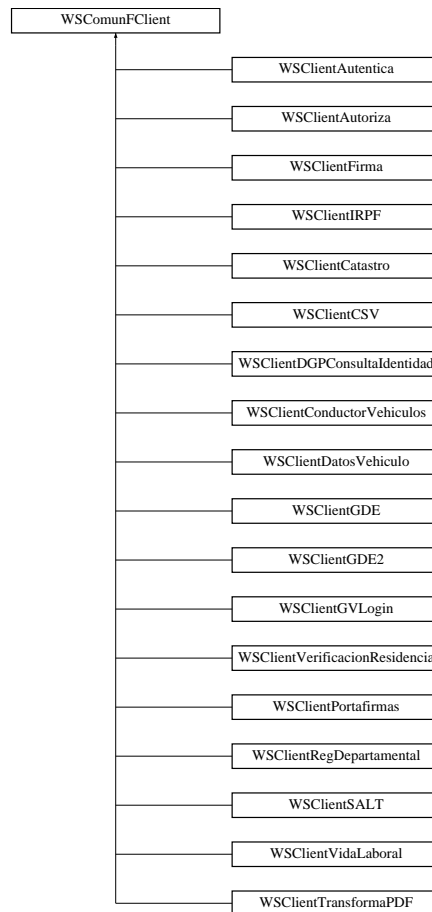 WSComunFClient
WSClientAutentica
WSClientAutoriza
WSClientFirma
WSClientIRPF
WSClientCatastro
WSClientCSV
WSClientDGPConsultaIdentidad
WSClientConductorVehiculos
WSClientDatosVehiculo
WSClientGDE
WSClientGDE2
WSClientGVLogin
WSClientVerificacionResidencia
WSClientPortafirmas
WSClientRegDepartamental
WSClientSALT
WSClientVidaLaboral
WSClientTransformaPDF